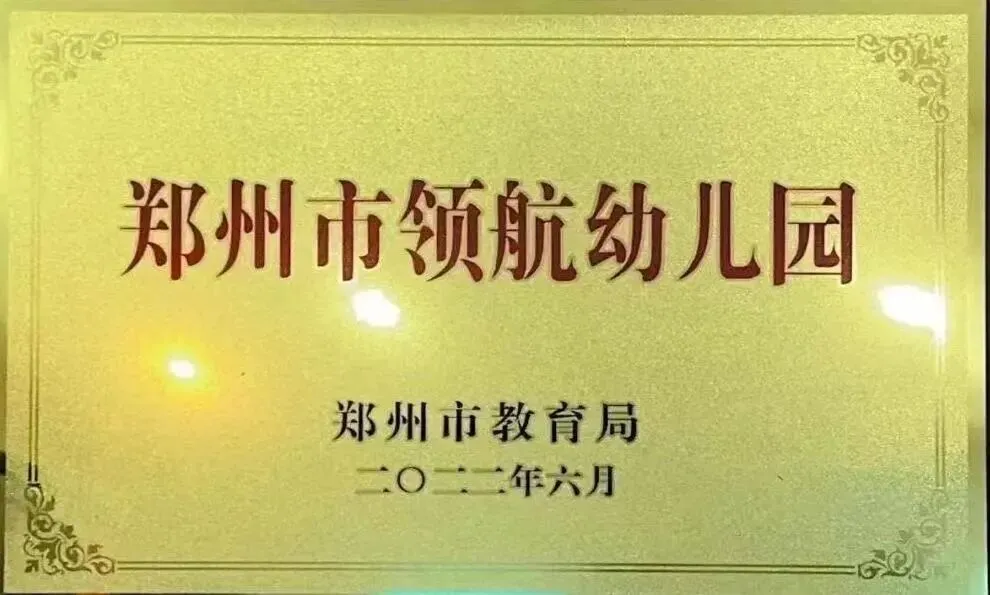 郑州市领航幼儿园
郑州市教育局
二〇二二年六月